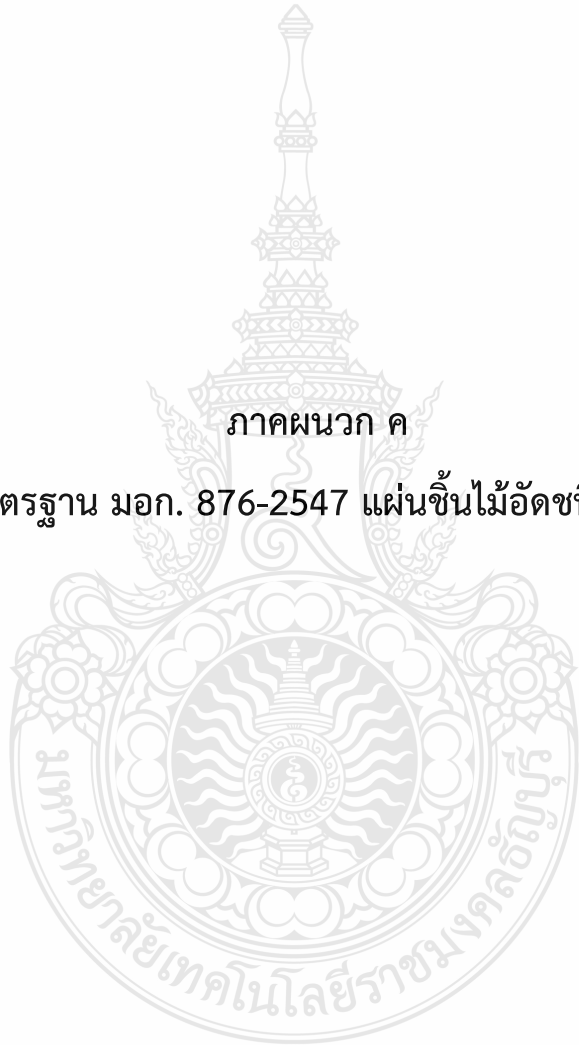 ภาคผนวก ค
ตรฐาน มอก. 876-2547 แผ่นชิ้นไม้อัดช
มหาวิทยาลัยเทคโนโลยีราชมงคลธัญบุรี